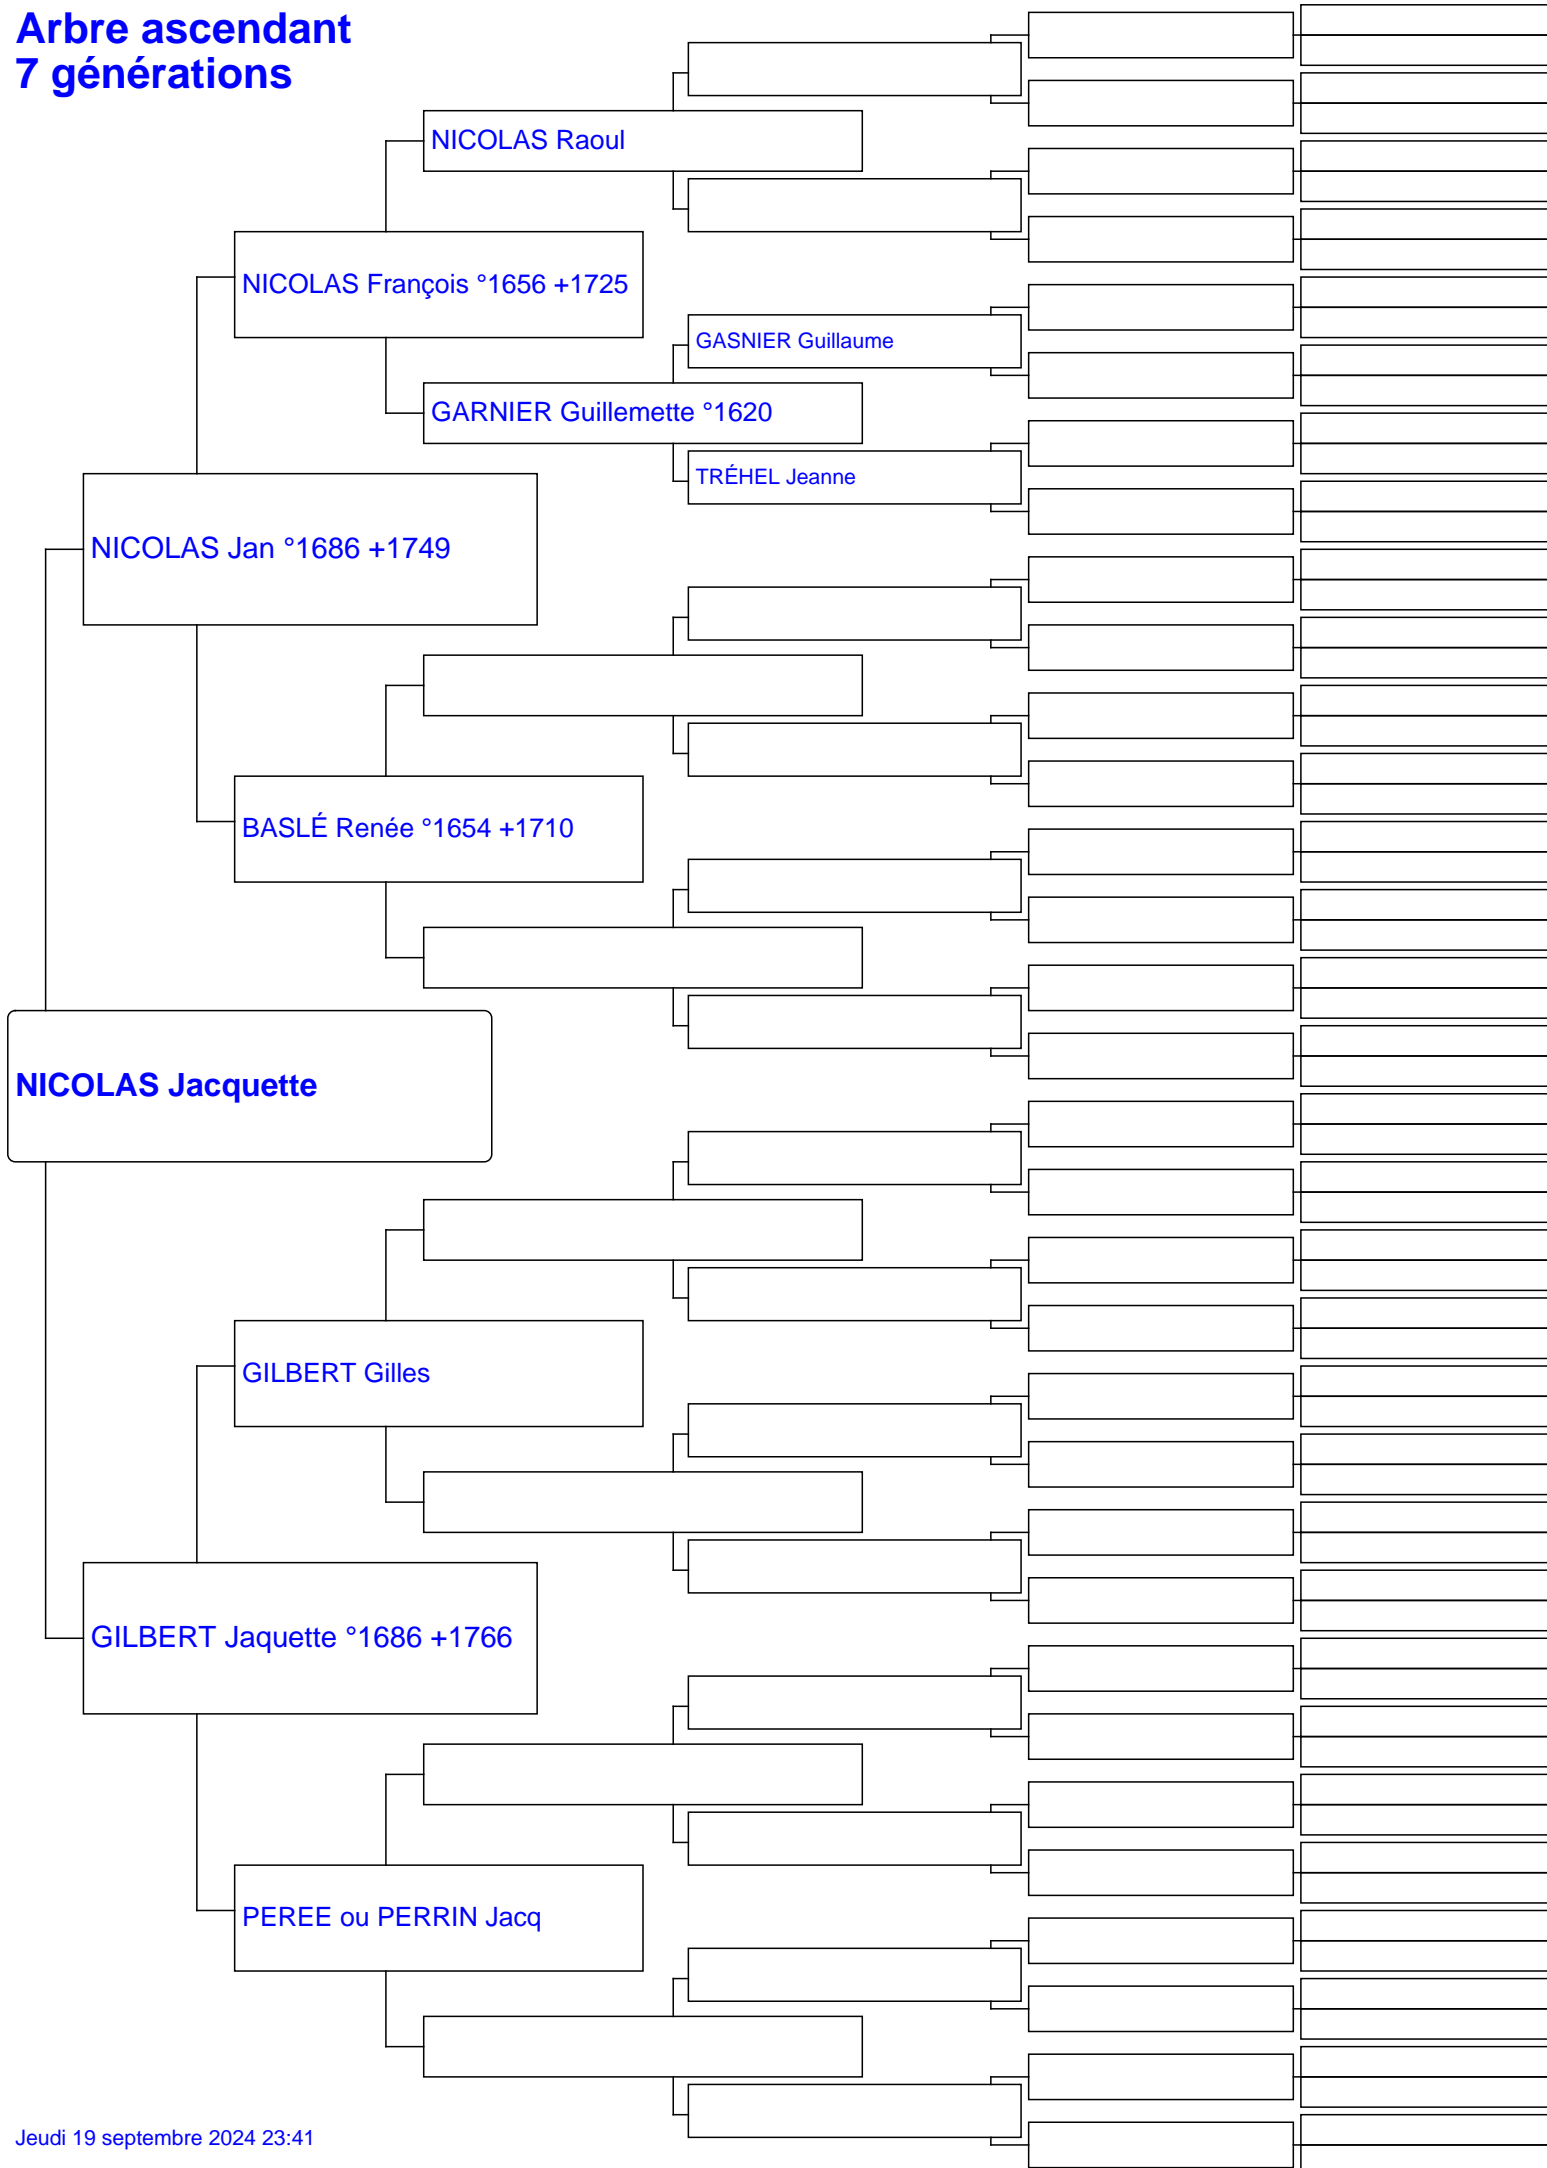 Arbre ascendant
7 générations
NICOLAS Raoul
NICOLAS François °1656 +1725
GASNIER Guillaume
GARNIER Guillemette °1620
TRÉHEL Jeanne
NICOLAS Jan °1686 +1749
BASLÉ Renée °1654 +1710
NICOLAS Jacquette
GILBERT Gilles
GILBERT Jaquette °1686 +1766
PEREE ou PERRIN Jacq
Jeudi 19 septembre 2024 23:41